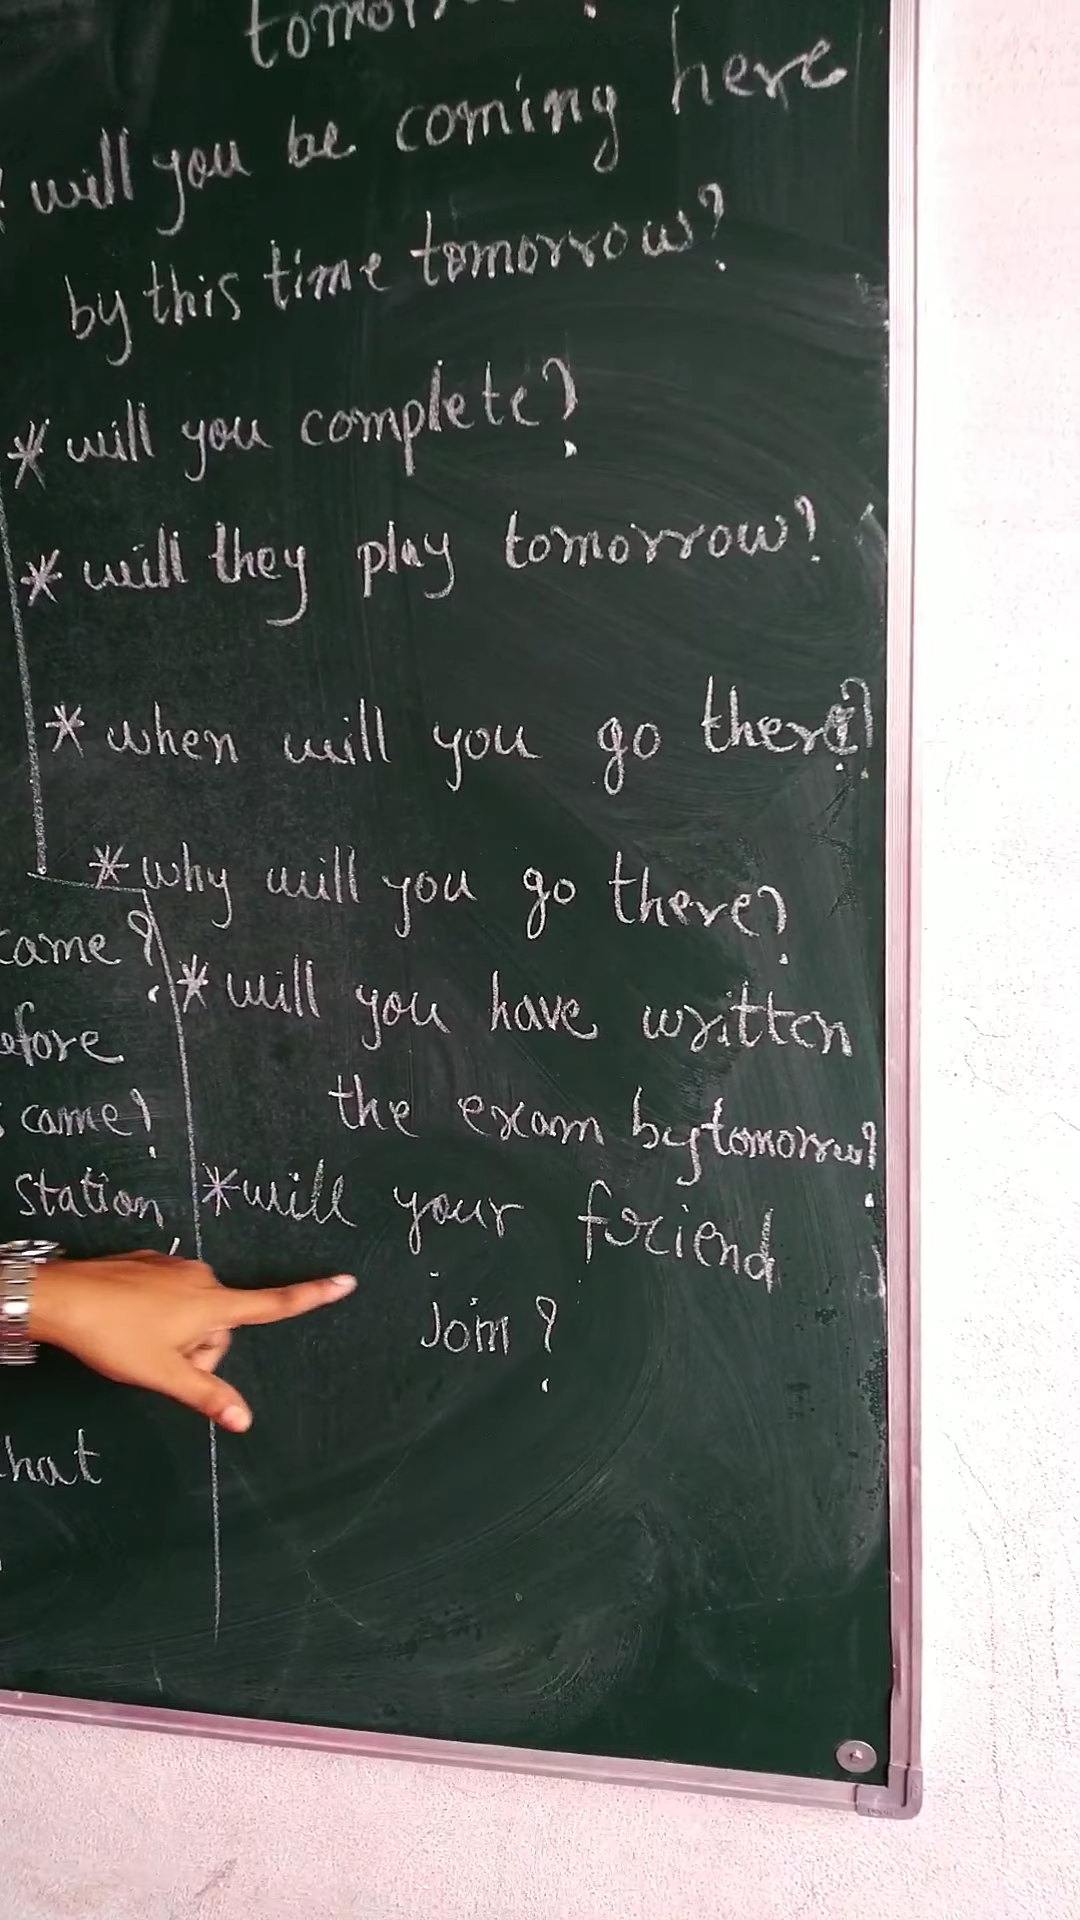 will you be coming here
by this time tomorrow?
* will you complete?
* will they play tomorrow?
* when will you go there?
* why will you go there?
came?
* will you have written
the exam by tomorrow?
came?
station
* will your friend
join?